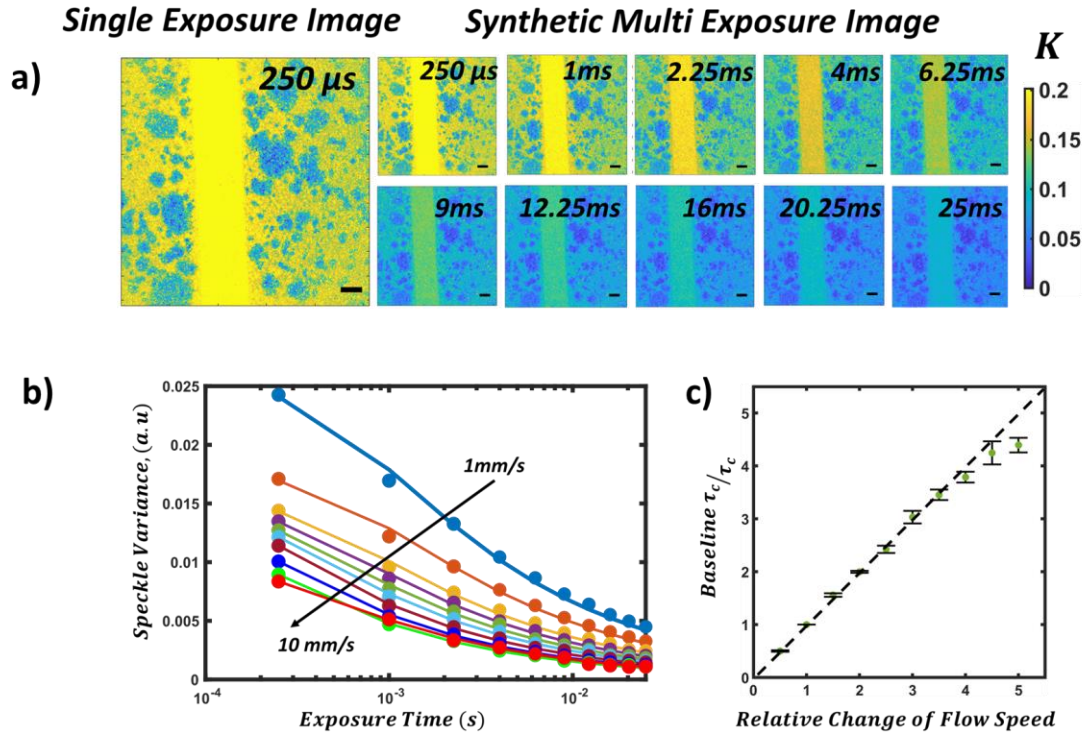 Single Exposure Image
Synthetic Multi Exposure Image
a)
250 µs
250 µs
1ms
2.25ms
4ms
6.25ms
9ms
12.25ms
16ms
20.25ms
25ms
K
0.2
0.15
0.1
0.05
0
b)
Speckle Variance, (a.u)
0.025
0.02
0.015
0.01
0.005
0
1mm/s
10 mm/s
10⁻⁴
10⁻³
10⁻²
Exposure Time (s)
c)
Baseline τc/τc
5
4
3
2
1
0
0
1
2
3
4
5
Relative Change of Flow Speed